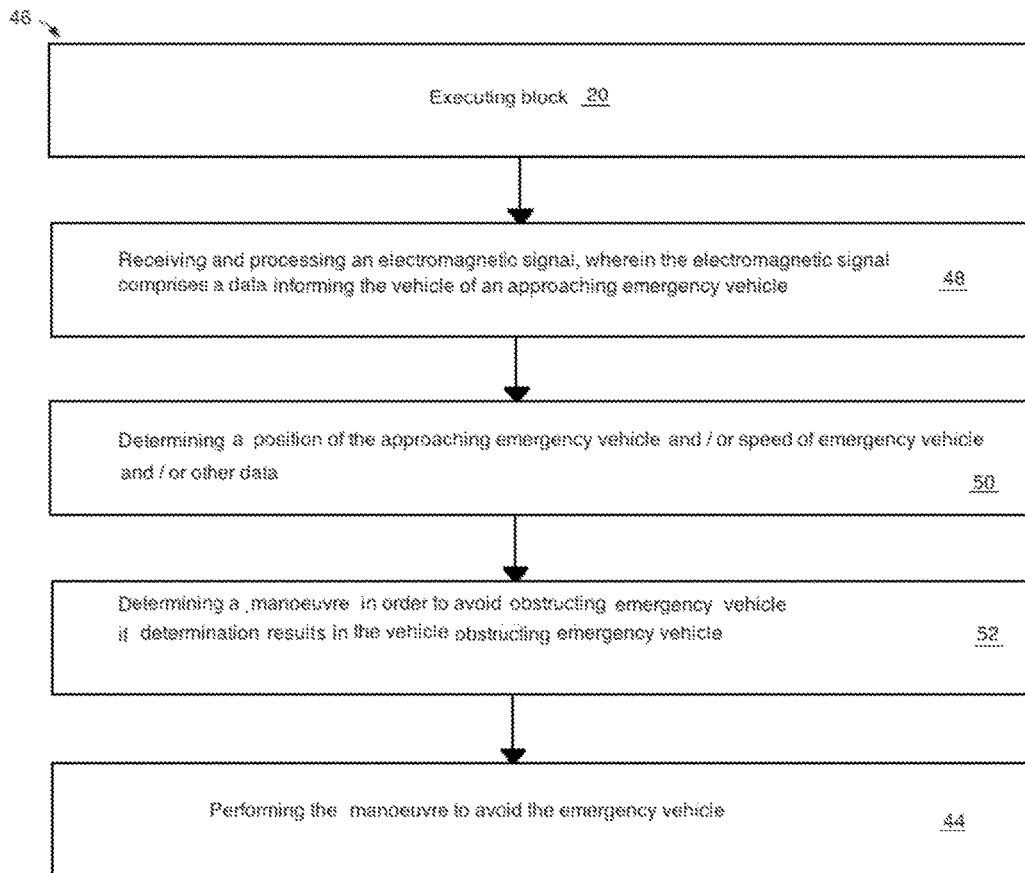 46
Executing block 20
Receiving and processing an electromagnetic signal, wherein the electromagnetic signal
comprises a data informing the vehicle of an approaching emergency vehicle
48
Determining a position of the approaching emergency vehicle and / or speed of emergency vehicle
and / or other data
50
Determining a manoeuvre in order to avoid obstructing emergency vehicle
if determination results in the vehicle obstructing emergency vehicle
52
Performing the manoeuvre to avoid the emergency vehicle
44